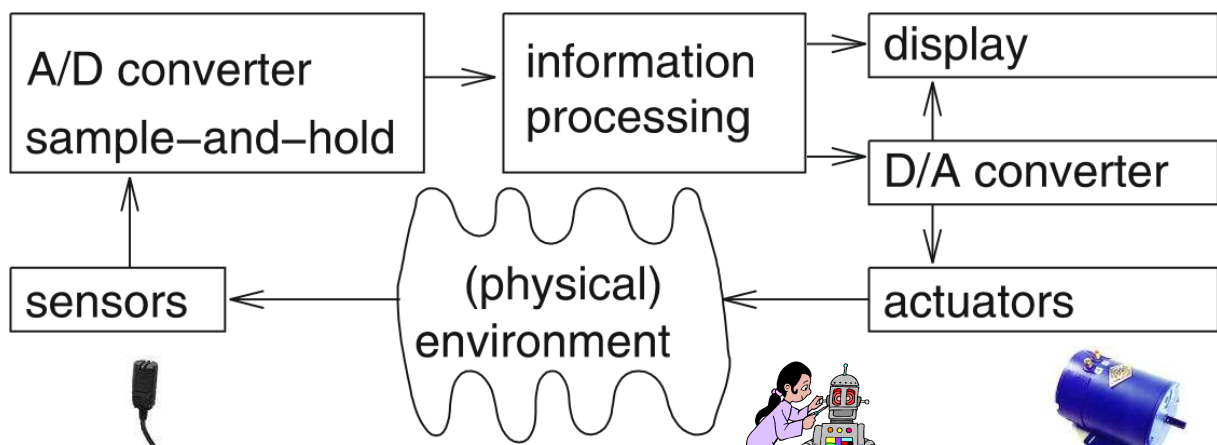 A/D converter
sample−and−hold
information
processing
display
D/A converter
sensors
(physical)
environment
actuators